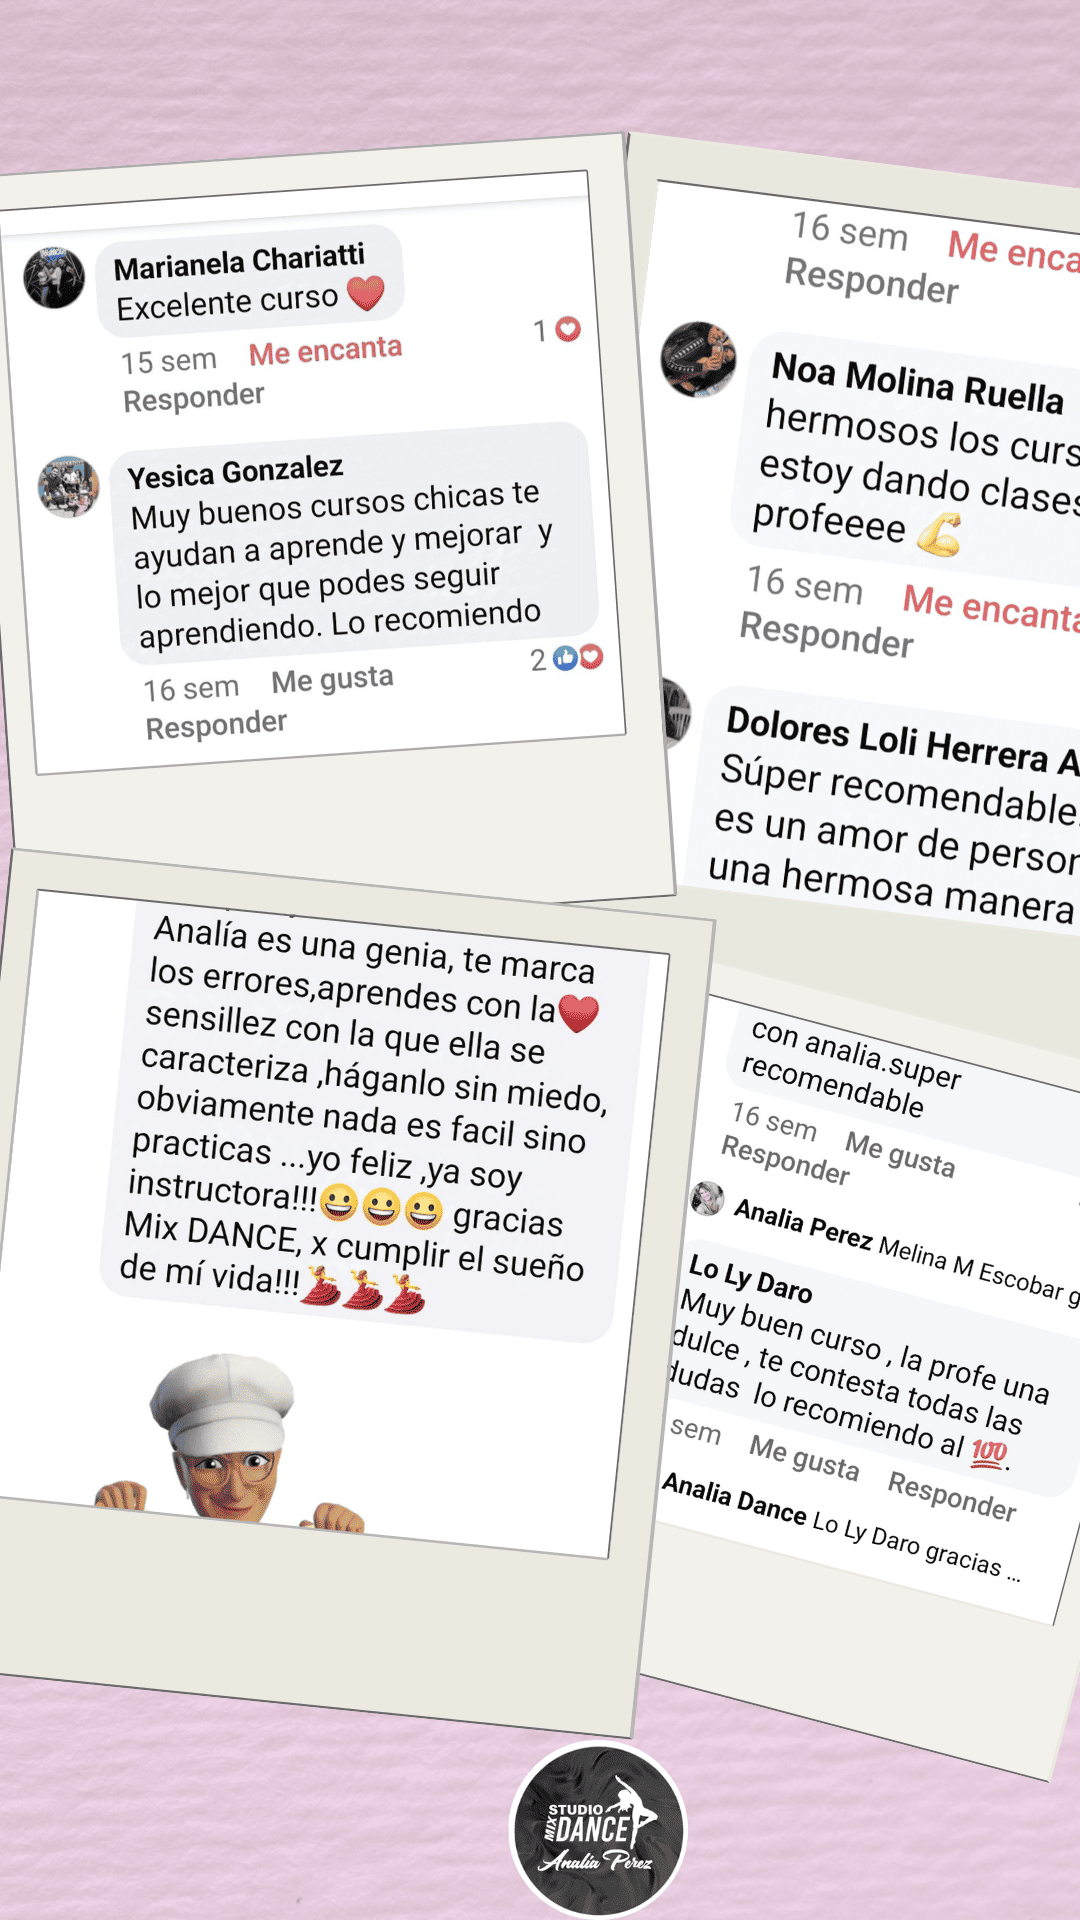 Marianela Chariatti
Excelente curso ❤️
15 sem Me encanta 1
Responder
Yesica Gonzalez
Muy buenos cursos chicas te
ayudan a aprende y mejorar y
lo mejor que podes seguir
aprendiendo. Lo recomiendo
16 sem Me gusta 2
Responder
16 sem Me enca
Responder
Noa Molina Ruella
hermosos los curs
estoy dando clases
profeeee 💪
16 sem Me encanta
Responder
Dolores Loli Herrera A
Súper recomendable
es un amor de person
una hermosa manera
Analía es una genia, te marca
los errores,aprendes con la❤️
sensillez con la que ella se
caracteriza ,háganlo sin miedo,
obviamente nada es facil sino
practicas ...yo feliz ,ya soy
instructora!!!😀😀😀 gracias
Mix DANCE, x cumplir el sueño
de mí vida!!!💃💃💃
con analia.super
recomendable
16 sem Me gusta
Responder
Analia Perez Melina M Escobar g
Lo Ly Daro
Muy buen curso , la profe una
dulce , te contesta todas las
dudas lo recomiendo al 💯.
sem Me gusta Responder
Analia Dance Lo Ly Daro gracias ...
STUDIO
MIX DANCE
Analía Perez